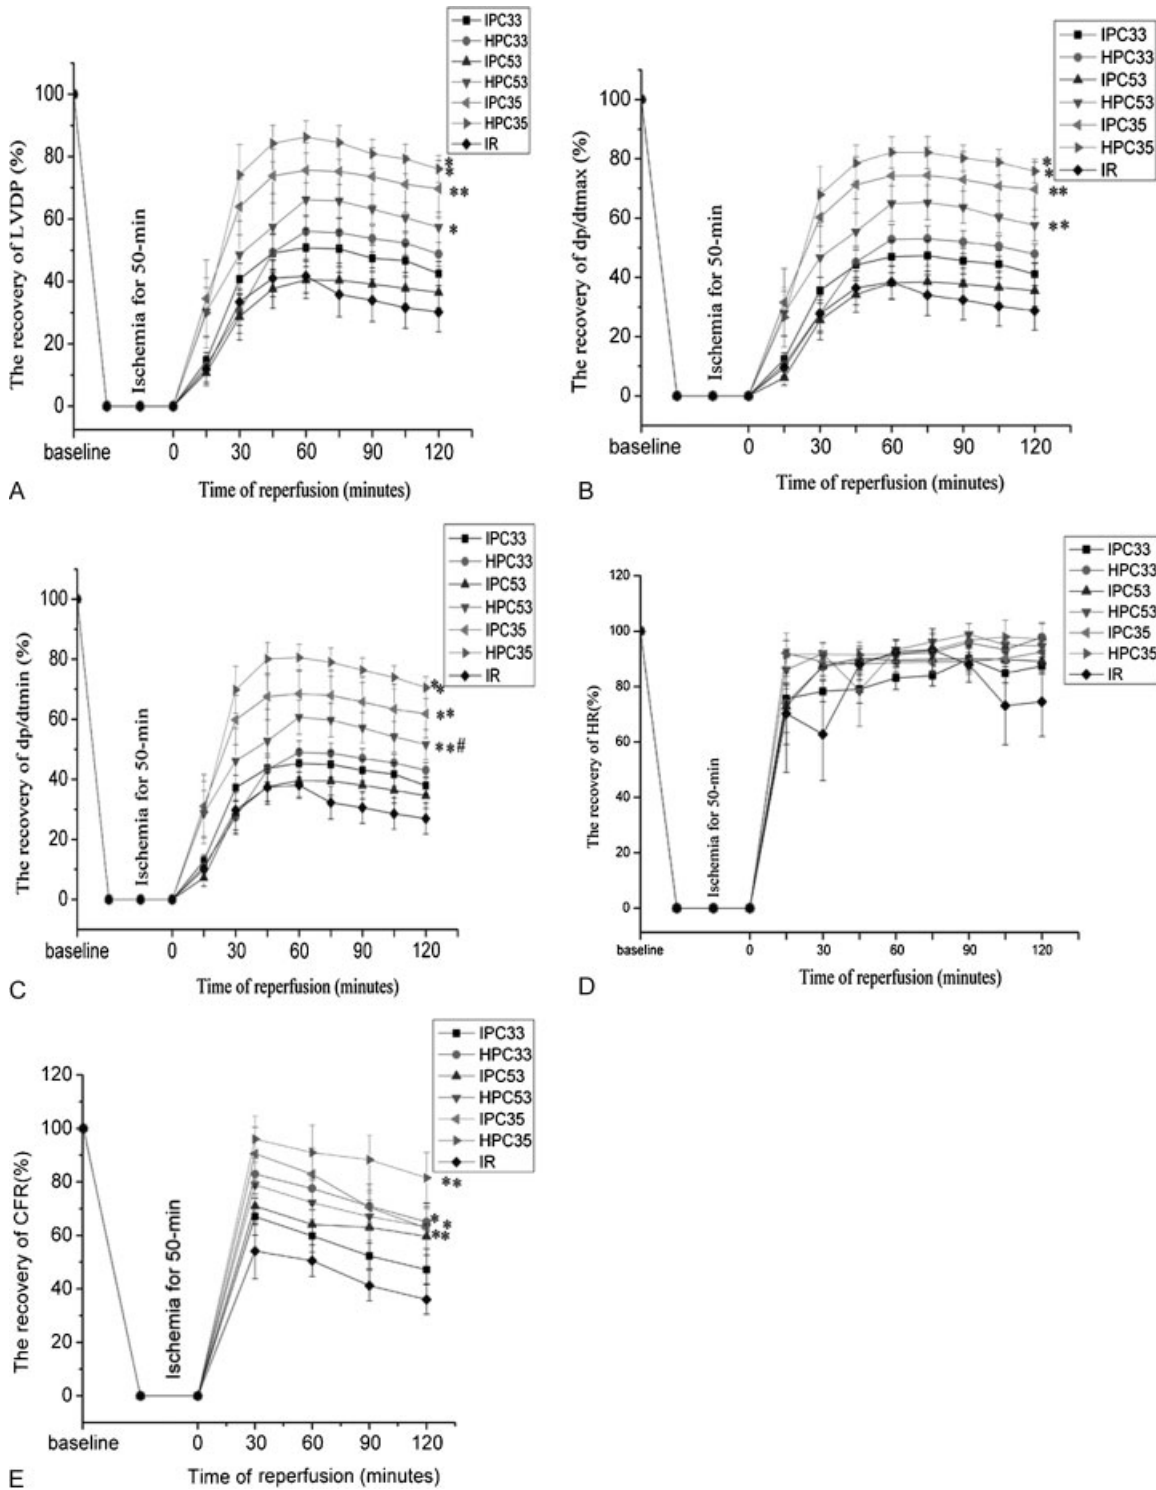 IPC33
HPC33
IPC53
HPC53
IPC35
HPC35
IR
The recovery of LVDP (%)
100
80
60
40
20
0
Ischemia for 50-min
**
**
*
baseline
0
30
60
90
120
Time of reperfusion (minutes)
A
IPC33
HPC33
IPC53
HPC53
IPC35
HPC35
IR
The recovery of dp/dtmax (%)
100
80
60
40
20
0
Ischemia for 50-min
**
**
**
baseline
0
30
60
90
120
Time of reperfusion (minutes)
B
IPC33
HPC33
IPC53
HPC53
IPC35
HPC35
IR
The recovery of dp/dtmin (%)
100
80
60
40
20
0
Ischemia for 50-min
**
**
**#
baseline
0
30
60
90
120
Time of reperfusion (minutes)
C
IPC33
HPC33
IPC53
HPC53
IPC35
HPC35
IR
The recovery of HR(%)
120
100
80
60
40
20
0
Ischemia for 50-min
baseline
0
30
60
90
120
Time of reperfusion (minutes)
D
IPC33
HPC33
IPC53
HPC53
IPC35
HPC35
IR
The recovery of CFR(%)
120
100
80
60
40
20
0
Ischemia for 50-min
**
*
*
**
baseline
0
30
60
90
120
Time of reperfusion (minutes)
E